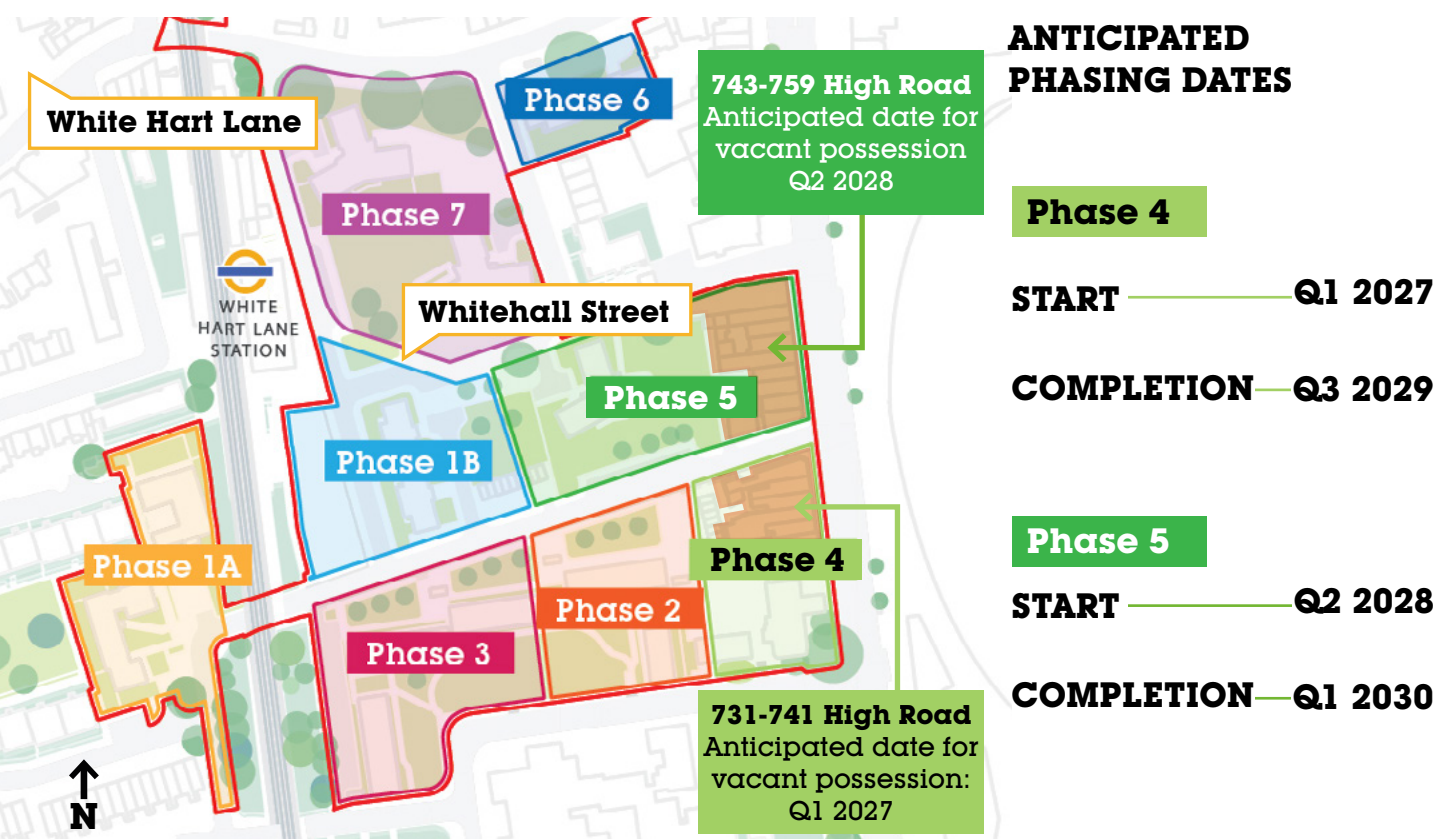 ANTICIPATED
PHASING DATES
White Hart Lane
Phase 6
743-759 High Road
Anticipated date for
vacant possession
Q2 2028
Phase 7
Phase 4
START
Q1 2027
COMPLETION
Q3 2029
WHITE
HART LANE
STATION
Whitehall Street
Phase 5
Phase 1B
Phase 1A
Phase 4
Phase 2
Phase 3
Phase 5
START
Q2 2028
COMPLETION
Q1 2030
731-741 High Road
Anticipated date for
vacant possession:
Q1 2027
N